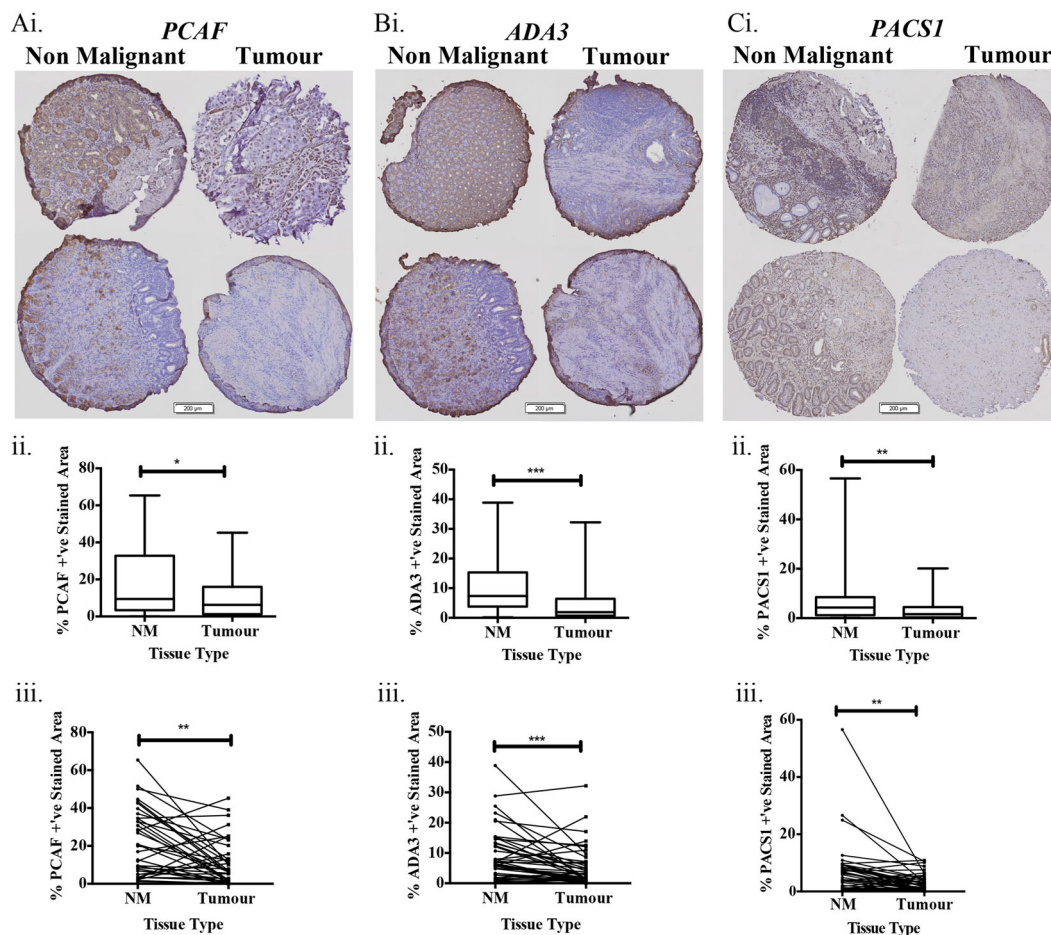 Ai. PCAF
Non Malignant Tumour
200 μm
ii.
% PCAF +'ve Stained Area
80
60
40
20
0
*
NM Tumour
Tissue Type
iii.
% PCAF +'ve Stained Area
80
60
40
20
0
**
NM Tumour
Tissue Type
Bi. ADA3
Non Malignant Tumour
200 μm
ii.
% ADA3 +'ve Stained Area
50
40
30
20
10
0
***
NM Tumour
Tissue Type
iii.
% ADA3 +'ve Stained Area
50
40
30
20
10
0
***
NM Tumour
Tissue Type
Ci. PACS1
Non Malignant Tumour
200 μm
ii.
% PACS1 +'ve Stained Area
60
40
20
0
**
NM Tumour
Tissue Type
iii.
% PACS1 +'ve Stained Area
60
40
20
0
**
NM Tumour
Tissue Type